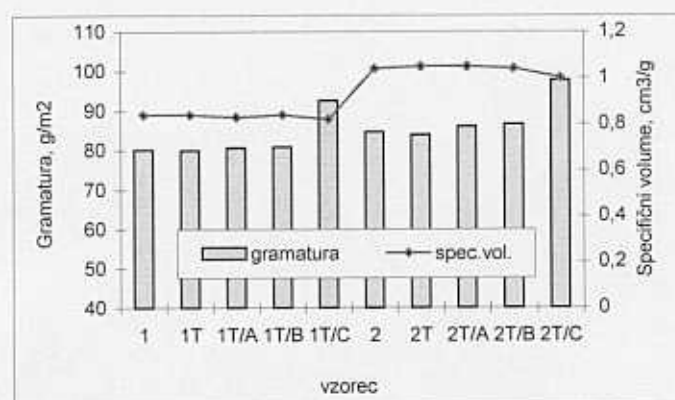 110
100
90
80
70
60
50
40
Gramatura, g/m2
1,2
1
0,8
0,6
0,4
0,2
0
Specifični volume, cm3/g
gramatura
spec.vol.
1 1T 1T/A 1T/B 1T/C 2 2T 2T/A 2T/B 2T/C
vzorec